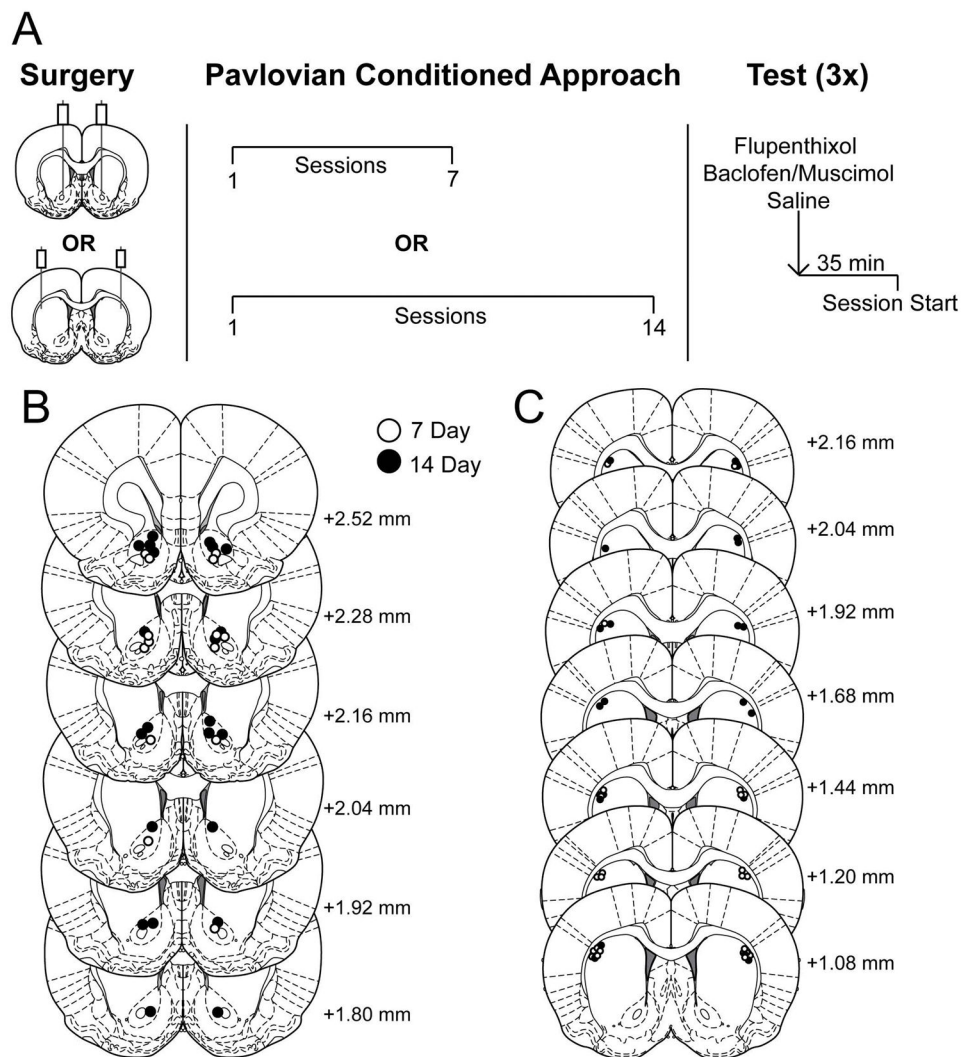 A
Surgery
Pavlovian Conditioned Approach
Test (3x)
OR
Sessions
1
7
OR
Sessions
1
14
Flupenthixol
Baclofen/Muscimol
Saline
35 min
Session Start
B
7 Day
14 Day
+2.52 mm
+2.28 mm
+2.16 mm
+2.04 mm
+1.92 mm
+1.80 mm
C
+2.16 mm
+2.04 mm
+1.92 mm
+1.68 mm
+1.44 mm
+1.20 mm
+1.08 mm